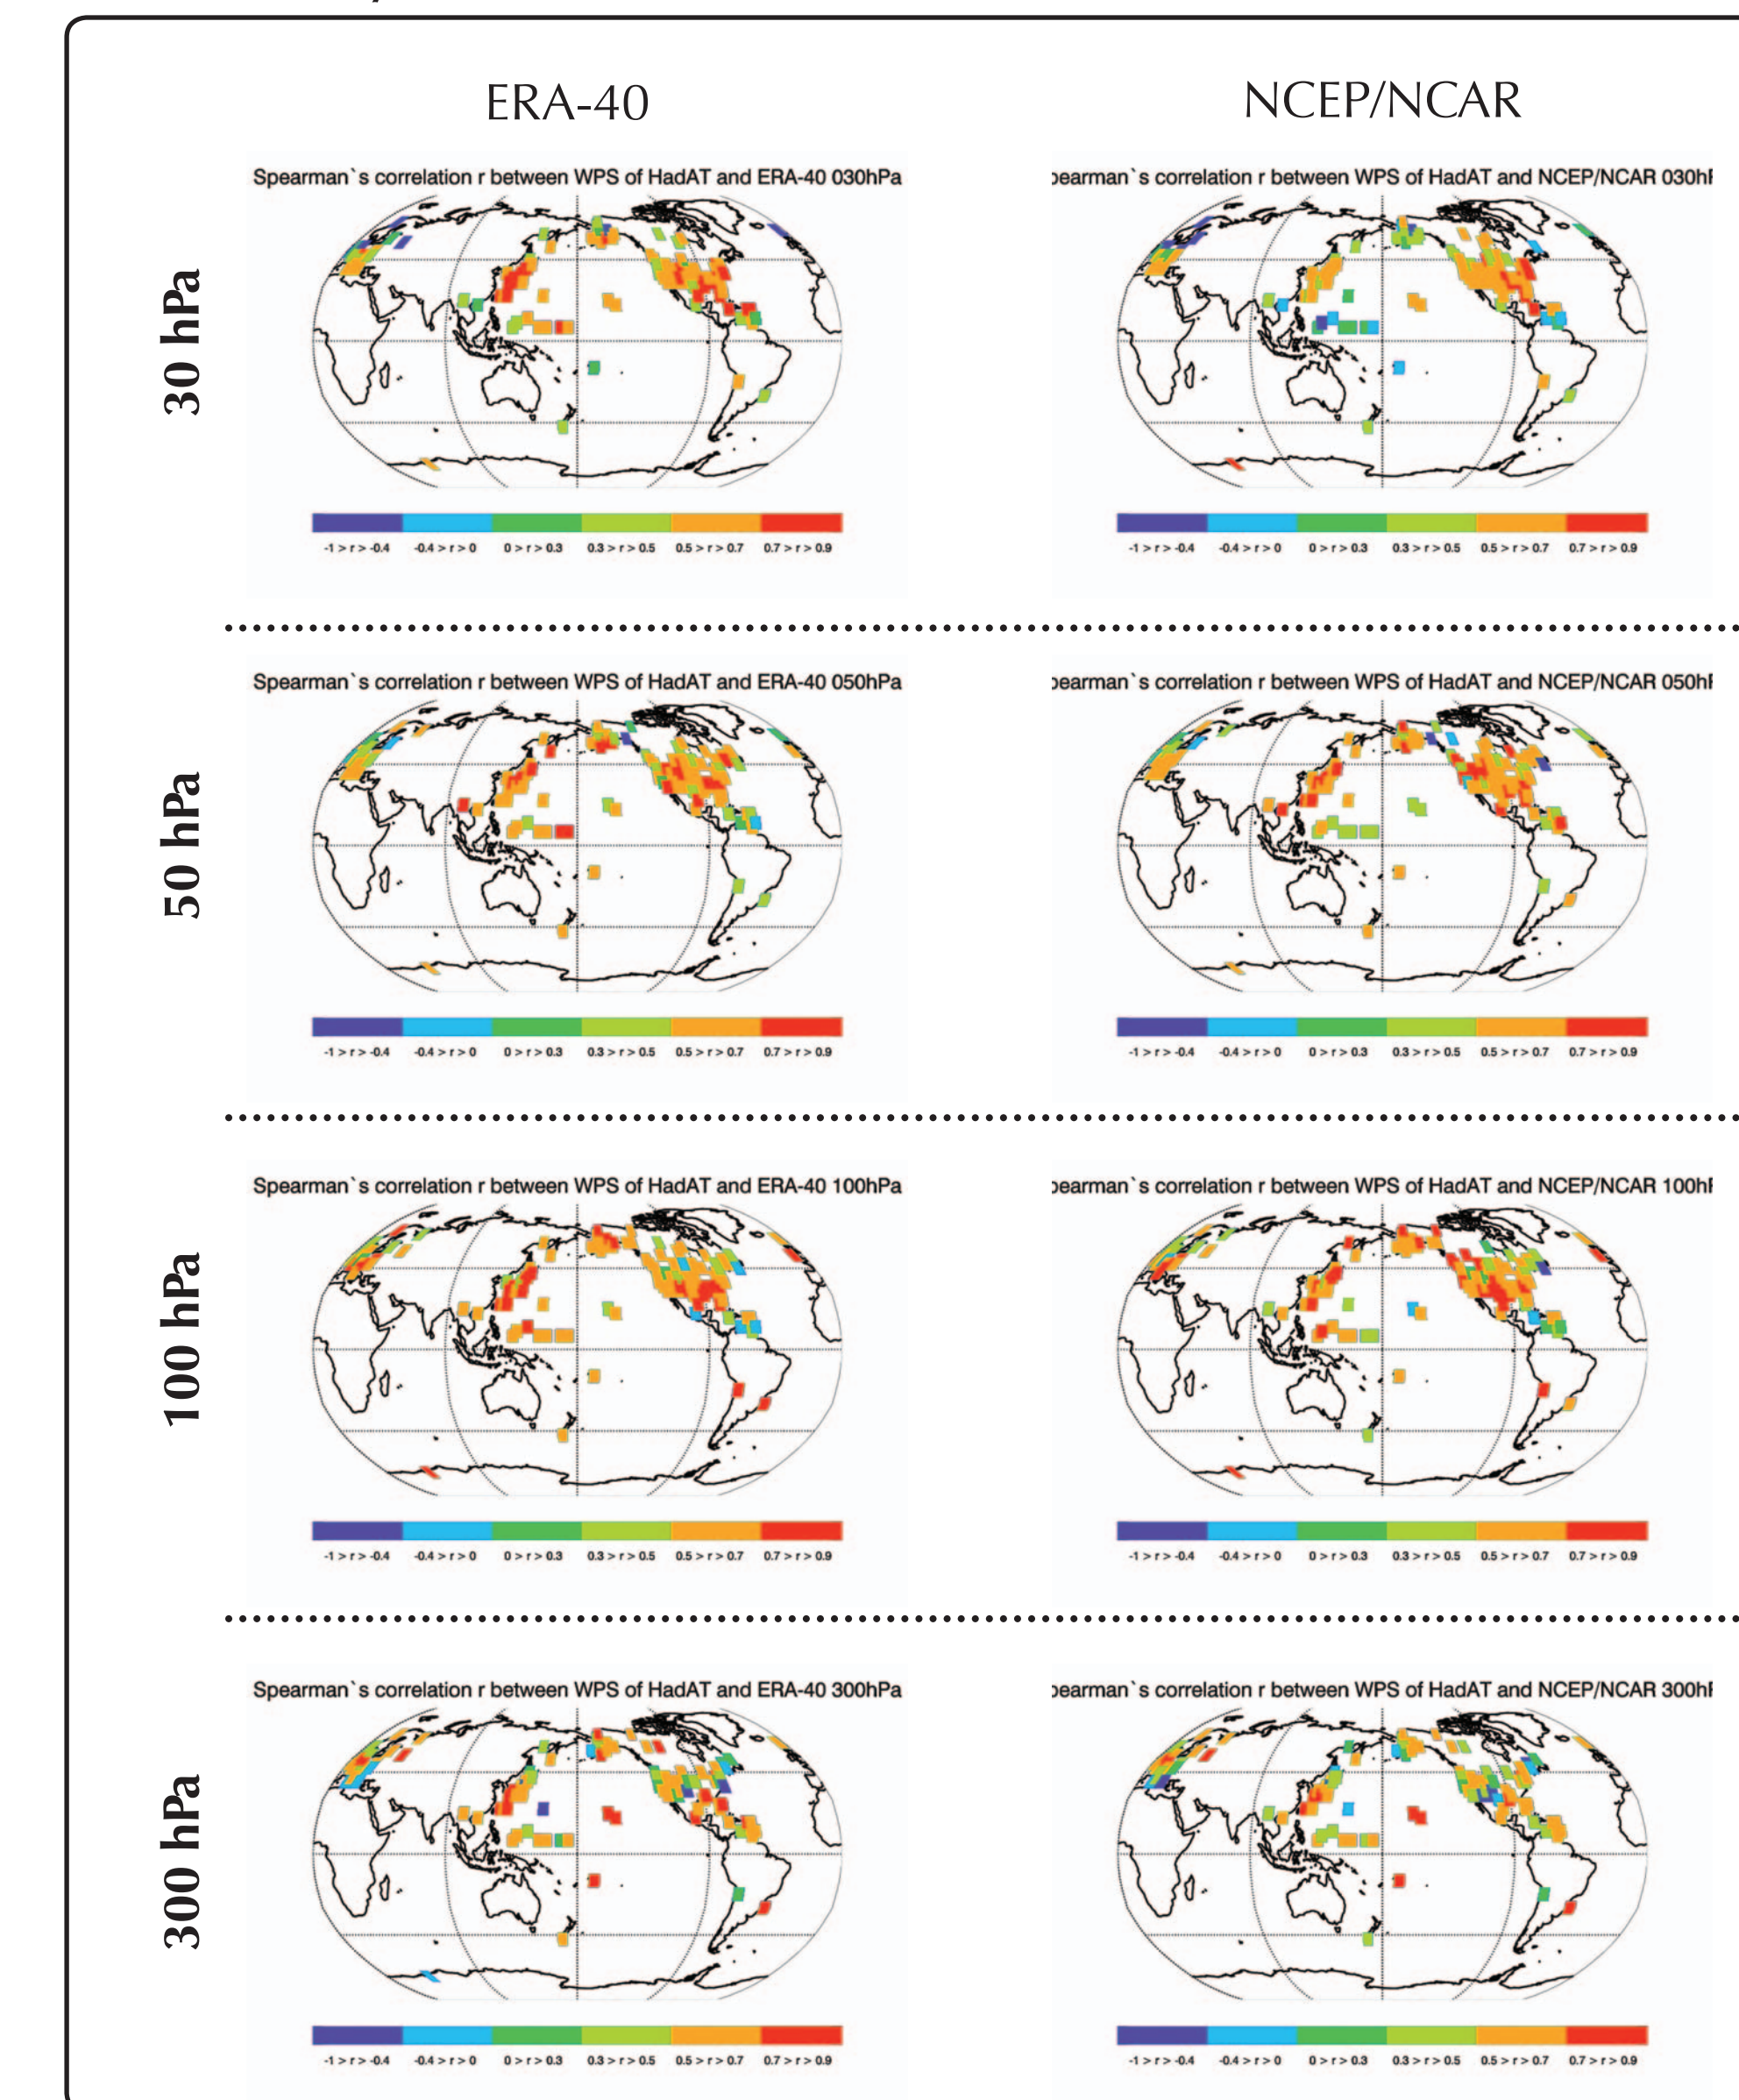 ERA-40 NCEP/NCAR
30 hPa
Spearman`s correlation r between WPS of HadAT and ERA-40 030hPa
pearman`s correlation r between WPS of HadAT and NCEP/NCAR 030hP
-1 > r > -0.4 -0.4 > r > 0 0 > r > 0.3 0.3 > r > 0.5 0.5 > r > 0.7 0.7 > r > 0.9
-1 > r > -0.4 -0.4 > r > 0 0 > r > 0.3 0.3 > r > 0.5 0.5 > r > 0.7 0.7 > r > 0.9
50 hPa
Spearman`s correlation r between WPS of HadAT and ERA-40 050hPa
pearman`s correlation r between WPS of HadAT and NCEP/NCAR 050hP
-1 > r > -0.4 -0.4 > r > 0 0 > r > 0.3 0.3 > r > 0.5 0.5 > r > 0.7 0.7 > r > 0.9
-1 > r > -0.4 -0.4 > r > 0 0 > r > 0.3 0.3 > r > 0.5 0.5 > r > 0.7 0.7 > r > 0.9
100 hPa
Spearman`s correlation r between WPS of HadAT and ERA-40 100hPa
pearman`s correlation r between WPS of HadAT and NCEP/NCAR 100hP
-1 > r > -0.4 -0.4 > r > 0 0 > r > 0.3 0.3 > r > 0.5 0.5 > r > 0.7 0.7 > r > 0.9
-1 > r > -0.4 -0.4 > r > 0 0 > r > 0.3 0.3 > r > 0.5 0.5 > r > 0.7 0.7 > r > 0.9
300 hPa
Spearman`s correlation r between WPS of HadAT and ERA-40 300hPa
pearman`s correlation r between WPS of HadAT and NCEP/NCAR 300hP
-1 > r > -0.4 -0.4 > r > 0 0 > r > 0.3 0.3 > r > 0.5 0.5 > r > 0.7 0.7 > r > 0.9
-1 > r > -0.4 -0.4 > r > 0 0 > r > 0.3 0.3 > r > 0.5 0.5 > r > 0.7 0.7 > r > 0.9